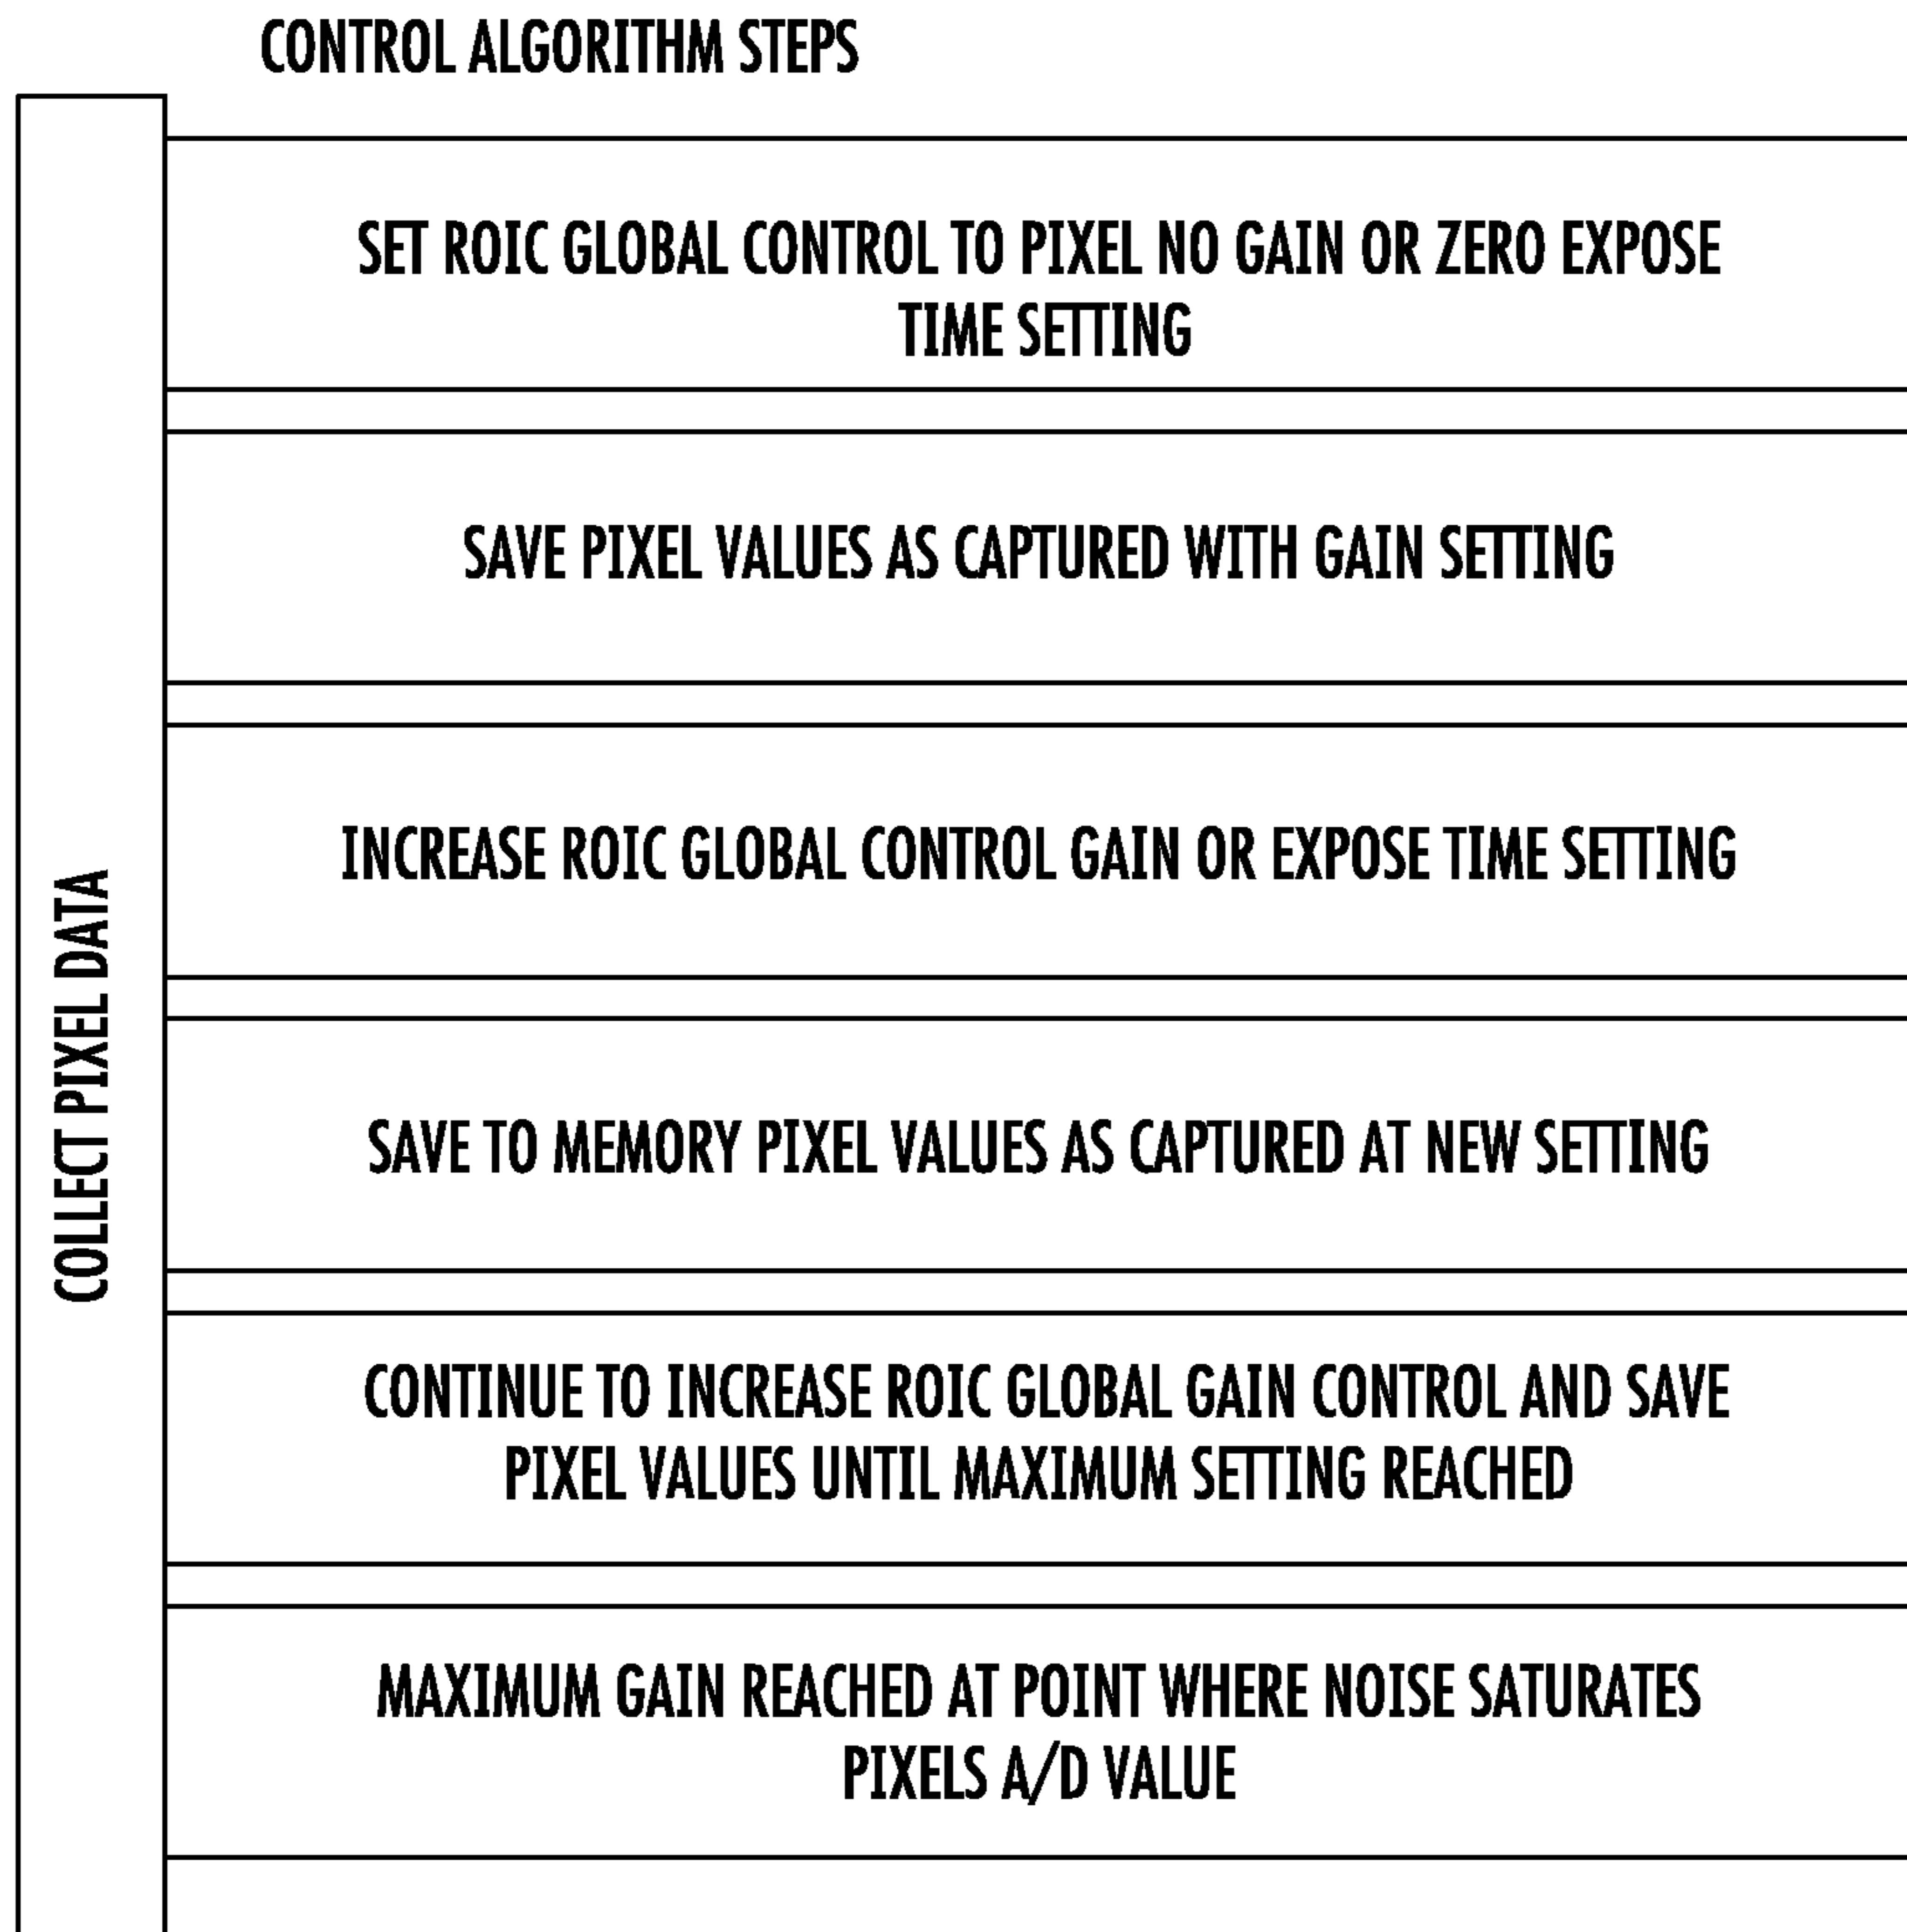 CONTROL ALGORITHM STEPS
COLLECT PIXEL DATA
SET ROIC GLOBAL CONTROL TO PIXEL NO GAIN OR ZERO EXPOSE
TIME SETTING
SAVE PIXEL VALUES AS CAPTURED WITH GAIN SETTING
INCREASE ROIC GLOBAL CONTROL GAIN OR EXPOSE TIME SETTING
SAVE TO MEMORY PIXEL VALUES AS CAPTURED AT NEW SETTING
CONTINUE TO INCREASE ROIC GLOBAL GAIN CONTROL AND SAVE
PIXEL VALUES UNTIL MAXIMUM SETTING REACHED
MAXIMUM GAIN REACHED AT POINT WHERE NOISE SATURATES
PIXELS A/D VALUE